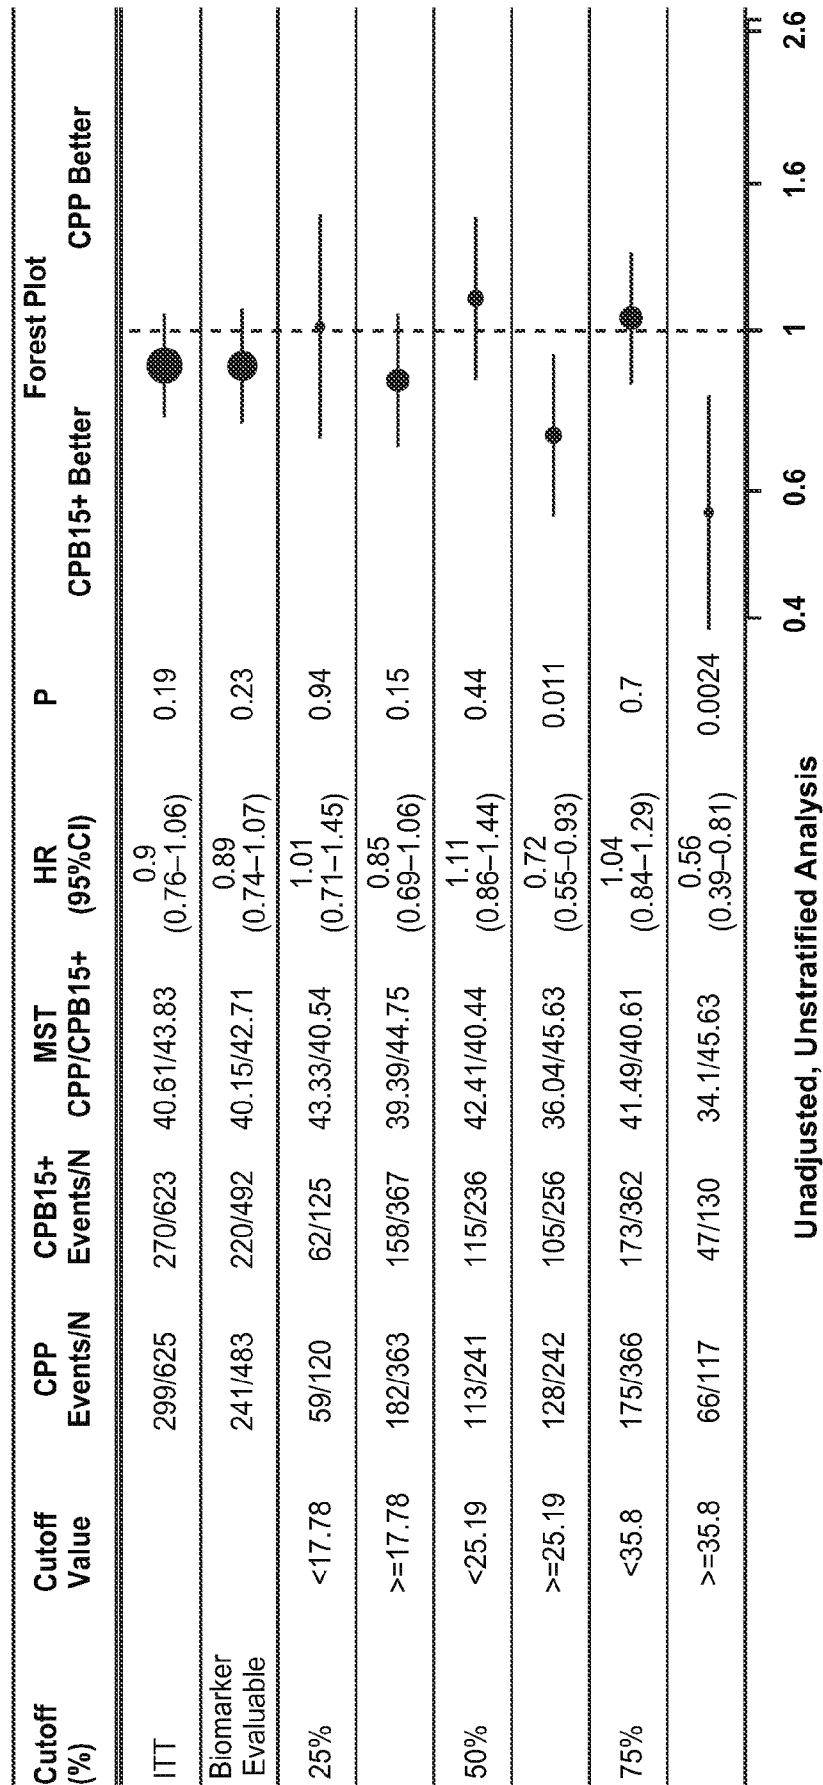 Cutoff (%) Cutoff Value CPP Events/N CPB15+ Events/N MST CPP/CPB15+ HR (95%CI) P Forest Plot
CPB15+ Better CPP Better
ITT 299/625 270/623 40.61/43.83 0.9 (0.76–1.06) 0.19
Biomarker Evaluable 241/483 220/492 40.15/42.71 0.89 (0.74–1.07) 0.23
25% <17.78 59/120 62/125 43.33/40.54 1.01 (0.71–1.45) 0.94
>=17.78 182/363 158/367 39.39/44.75 0.85 (0.69–1.06) 0.15
50% <25.19 113/241 115/236 42.41/40.44 1.11 (0.86–1.44) 0.44
>=25.19 128/242 105/256 36.04/45.63 0.72 (0.55–0.93) 0.011
75% <35.8 175/366 173/362 41.49/40.61 1.04 (0.84–1.29) 0.7
>=35.8 66/117 47/130 34.1/45.63 0.56 (0.39–0.81) 0.0024
0.4 0.6 1 1.6 2.6
Unadjusted, Unstratified Analysis